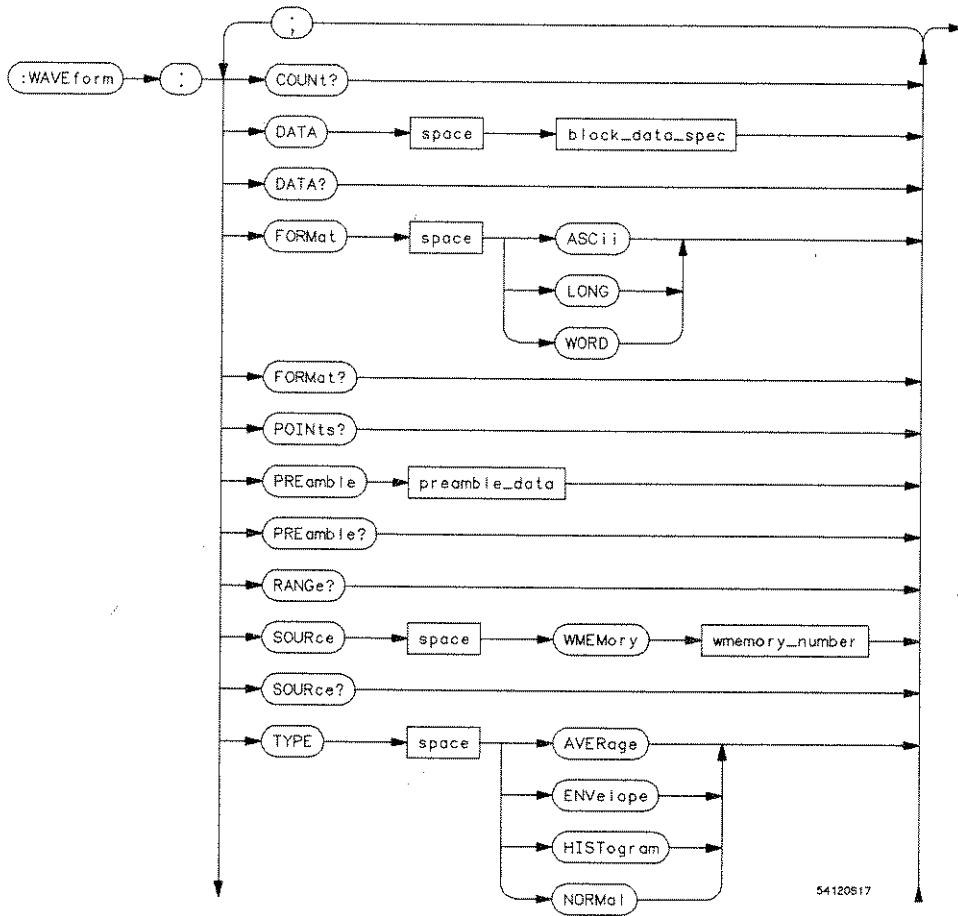 ;
:WAVEform : COUNt?
DATA space block_data_spec
DATA?
FORMat space ASCii
LONG
WORD
FORMat?
POINts?
PREamble preamble_data
PREamble?
RANGe?
SOURce space WMEMory wmemory_number
SOURce?
TYPE space AVERage
ENVelope
HISTogram
NORMal
54120S17